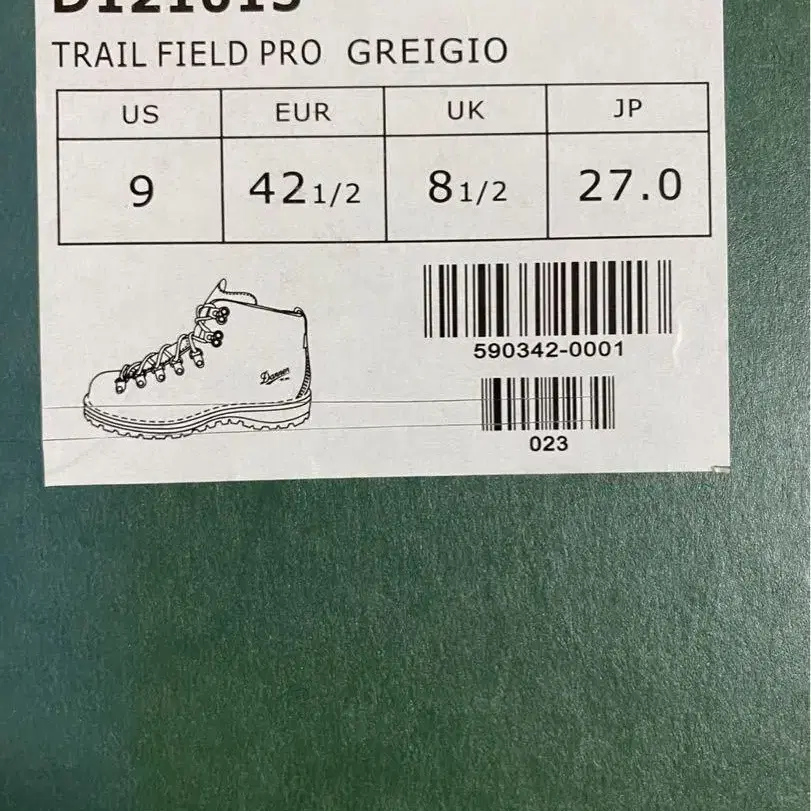 TRAIL FIELD PRO GREIGIO
US EUR UK JP
9 42 1/2 8 1/2 27.0
Danner
590342-0001
023